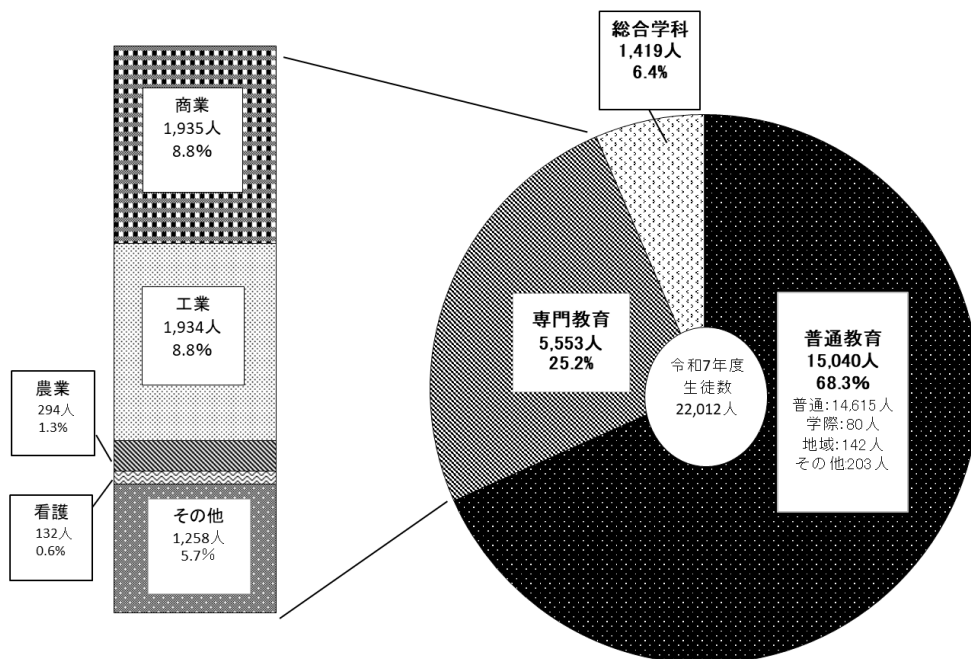 総合学科
1,419人
6.4%
商業
1,935人
8.8%
工業
1,934人
8.8%
農業
294人
1.3%
看護
132人
0.6%
その他
1,258人
5.7%
専門教育
5,553人
25.2%
令和7年度
生徒数
22,012人
普通教育
15,040人
68.3%
普通:14,615人
学際:80人
地域:142人
その他:203人